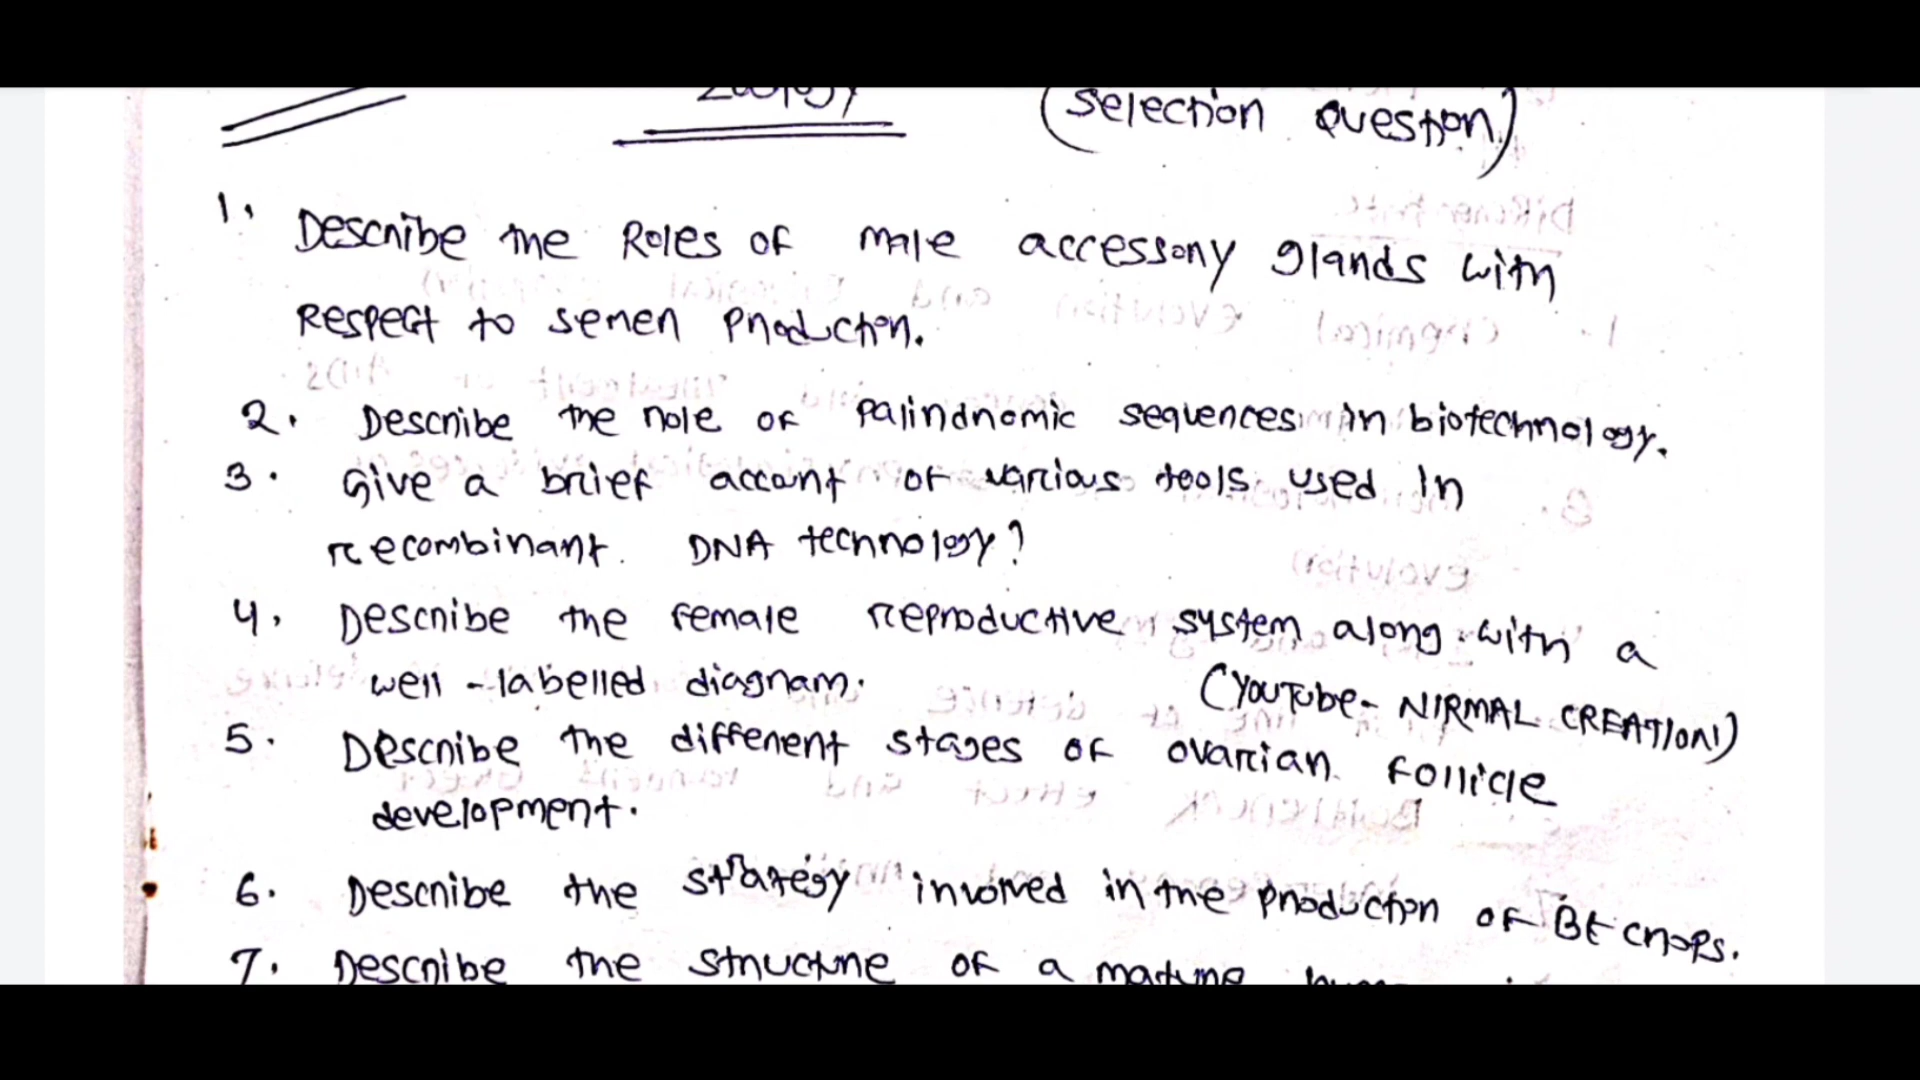 Zoology (selection question)
1. Describe the Roles of male accessory glands with
Respect to semen production.
2. Describe the role of palindromic sequences in biotechnology.
3. Give a brief account of various tools used in
recombinant DNA technology?
4. Describe the female reproductive system along with a
well-labelled diagram. (YouTube- NIRMAL CREATION)
5. Describe the different stages of ovarian follicle
development.
6. Describe the strategy involved in the production of Bt crops.
7. Describe the structure of a mature